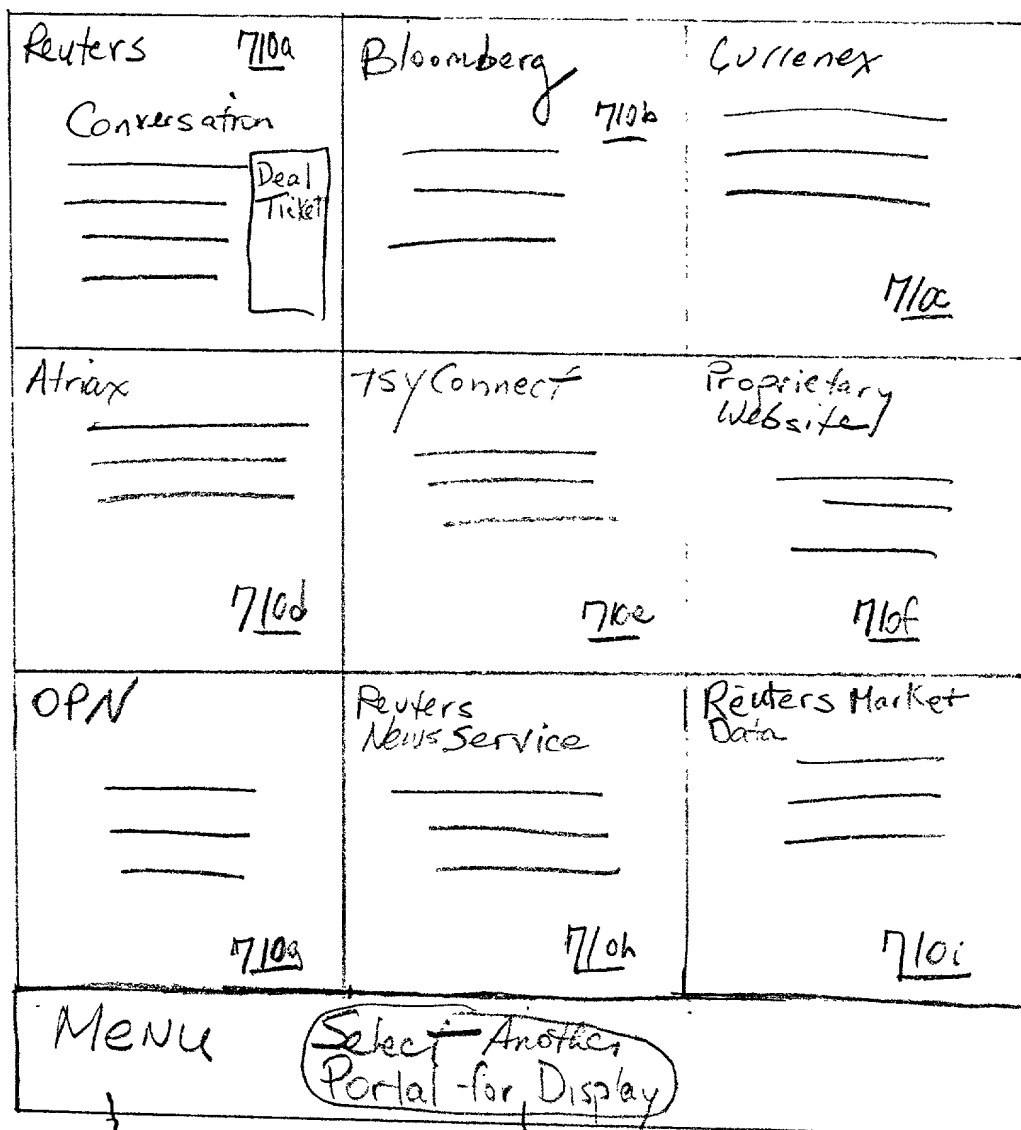 Reuters 710a
Conversation
Deal
Ticket
Bloomberg
710b
Currenex
710c
Atriax
710d
TSY Connect
710e
Proprietary
Website
710f
OPN
710g
Reuters
News Service
710h
Reuters Market
Data
710i
MENU
Select Another
Portal for Display